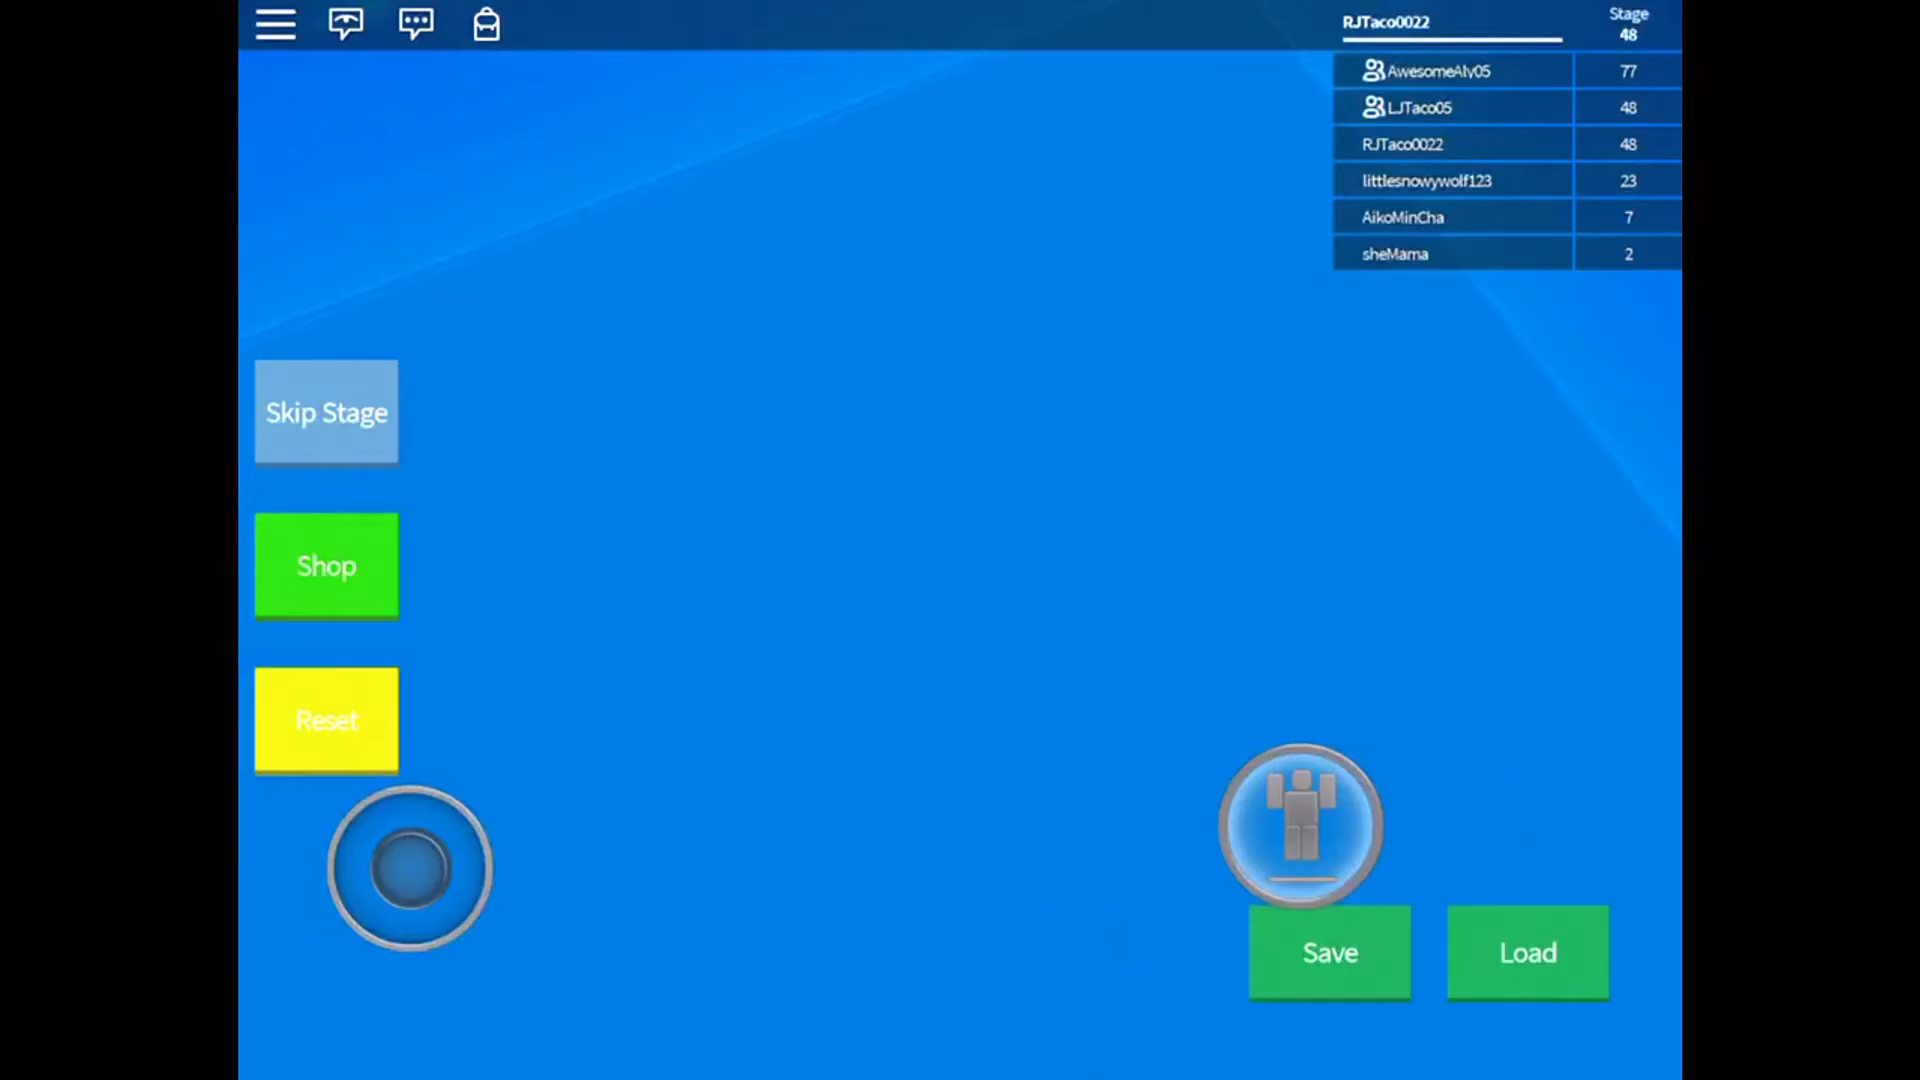 RJTaco0022 Stage
48
AwesomeAly05 77
LJTaco05 48
RJTaco0022 48
littlesnowywolf123 23
AikoMinCha 7
sheMama 2
Skip Stage
Shop
Reset
Save Load